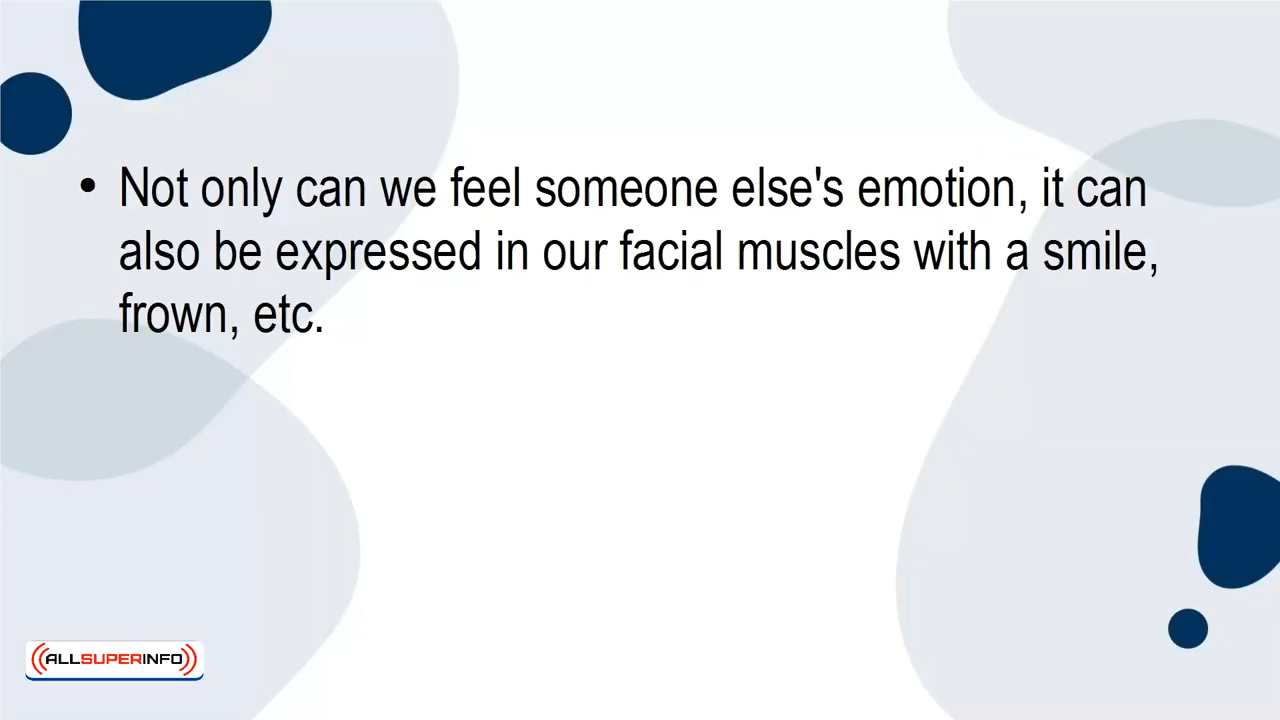 • Not only can we feel someone else's emotion, it can
also be expressed in our facial muscles with a smile,
frown, etc.
ALLSUPERINFO